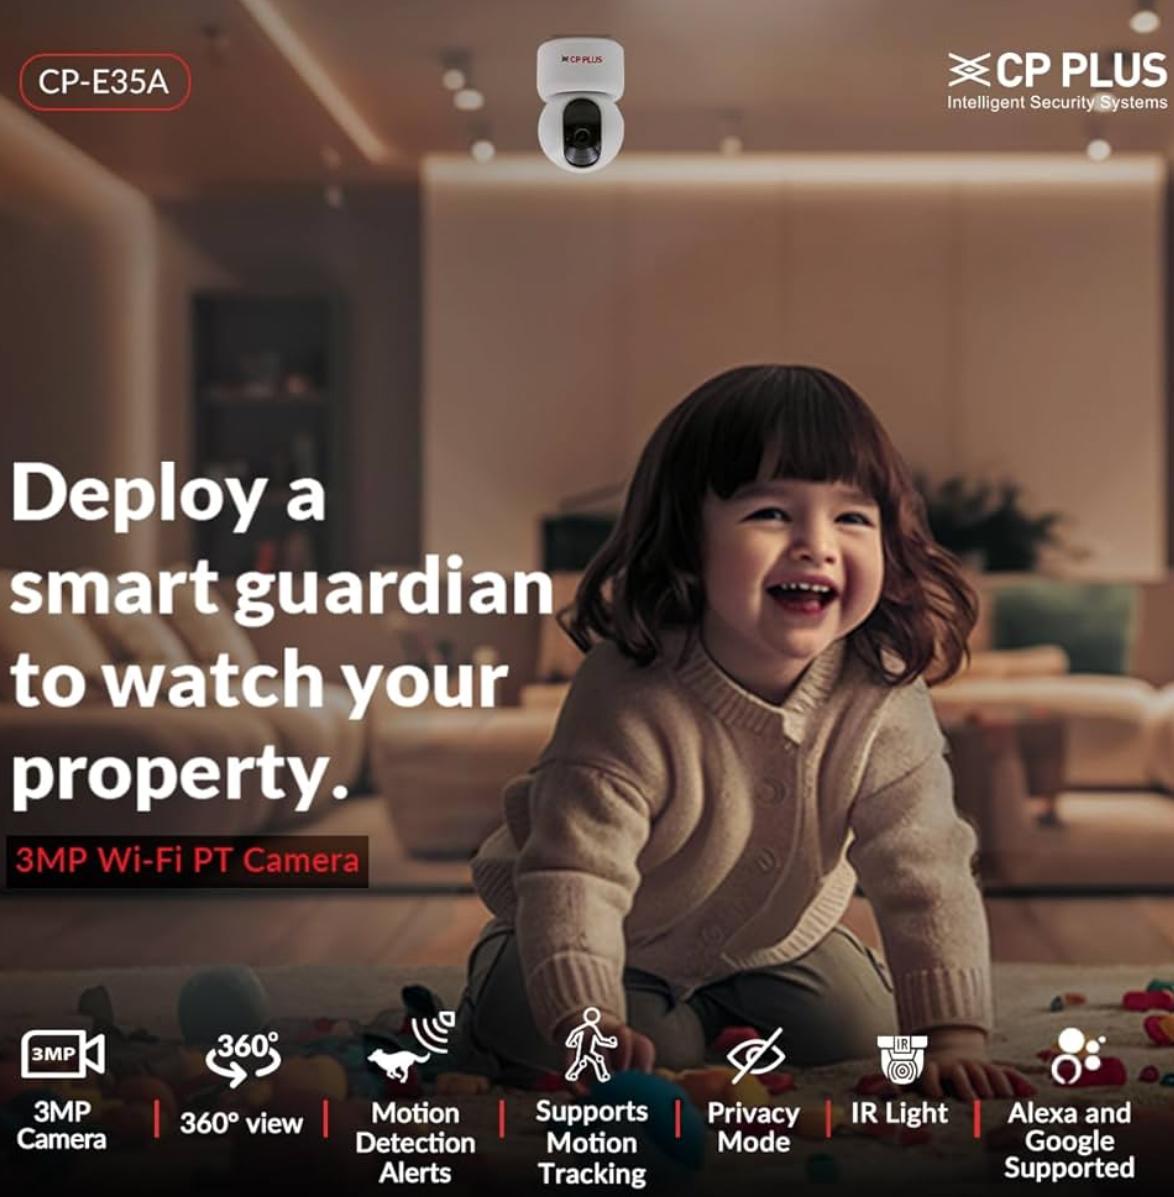 CP-E35A
CP PLUS
CP PLUS
Intelligent Security Systems
Deploy a
smart guardian
to watch your
property.
3MP Wi-Fi PT Camera
3MP
360°
IR
3MP
Camera
360° view
Motion
Detection
Alerts
Supports
Motion
Tracking
Privacy
Mode
IR Light
Alexa and
Google
Supported